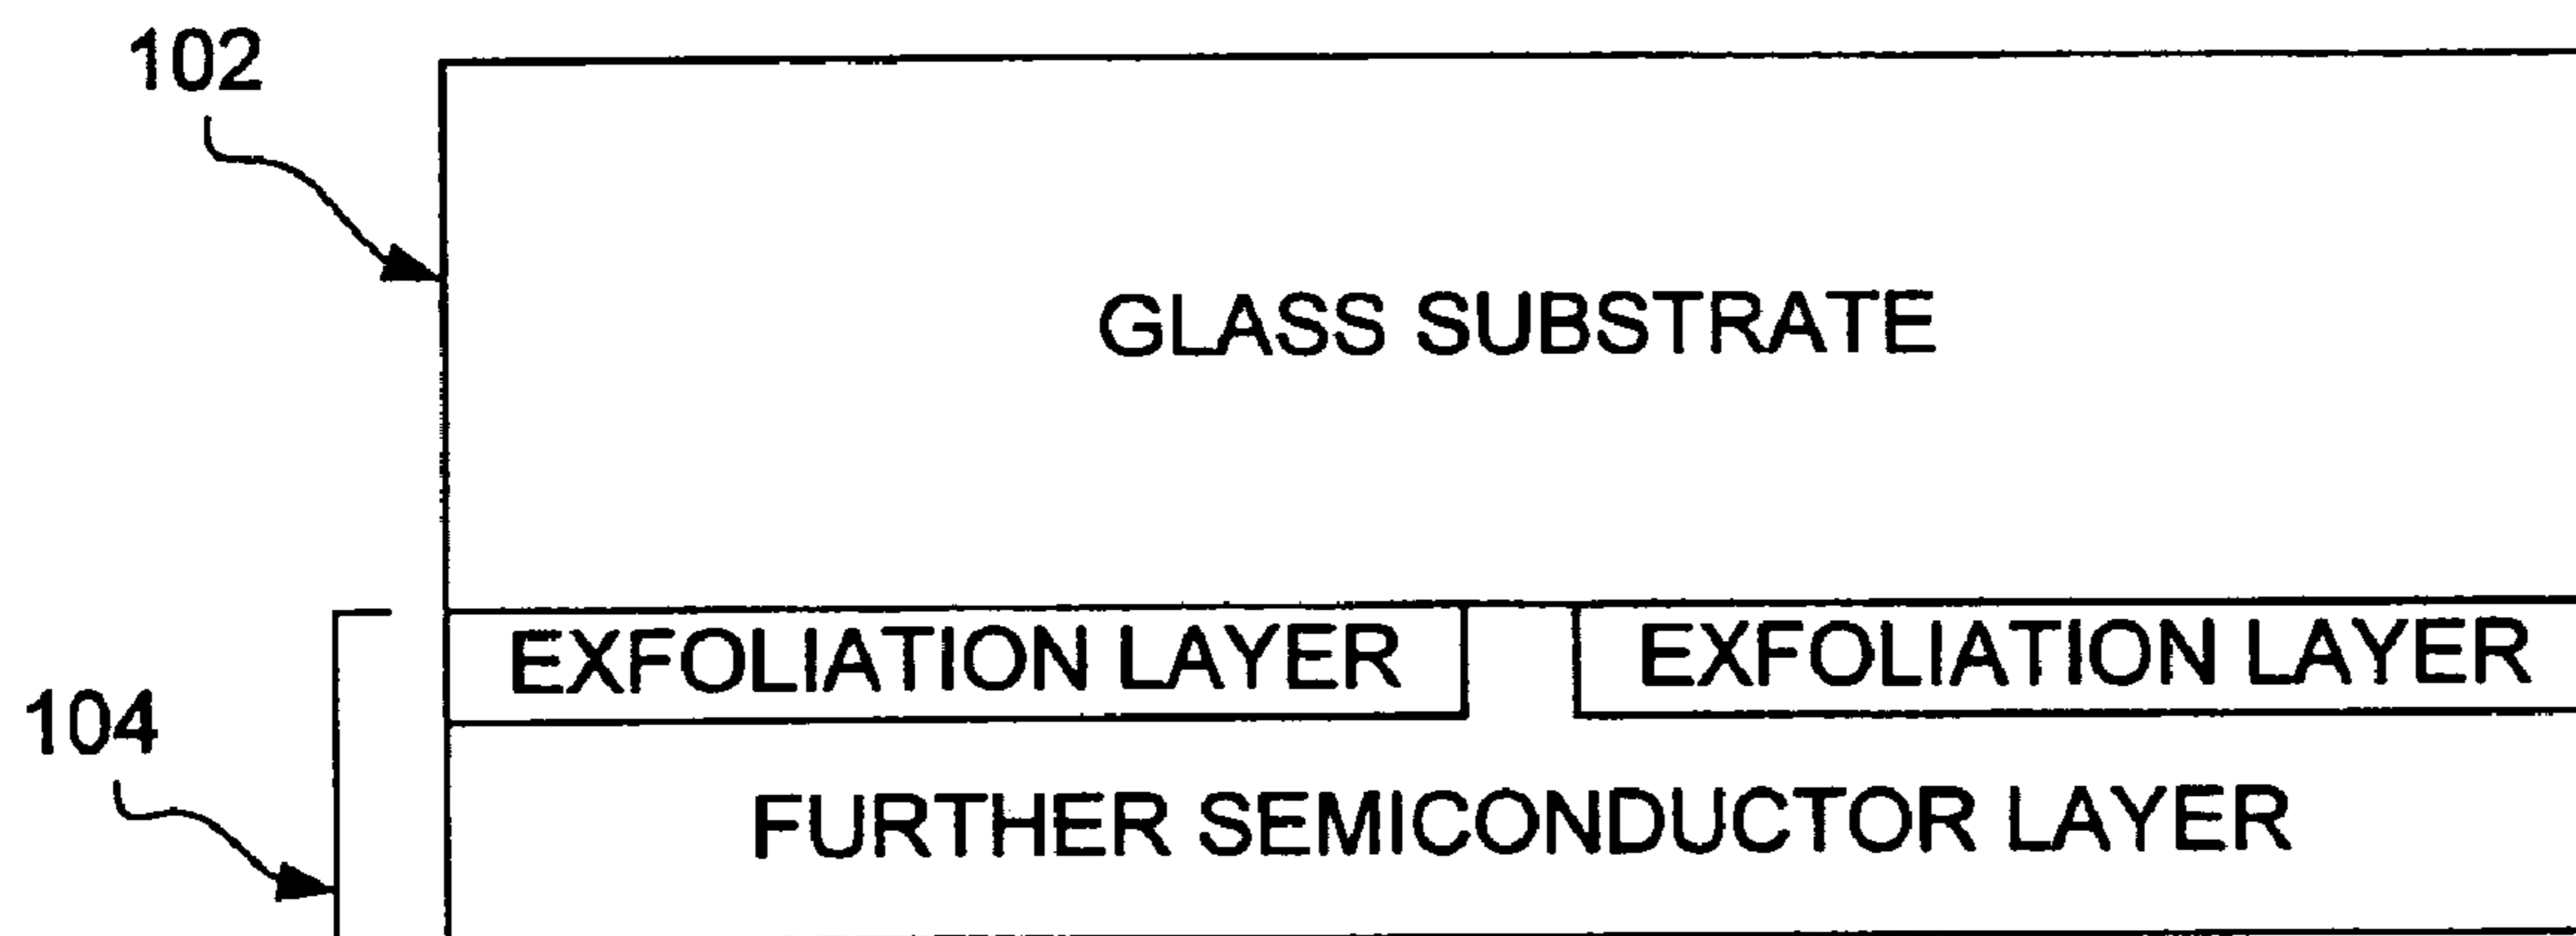 102
GLASS SUBSTRATE
EXFOLIATION LAYER EXFOLIATION LAYER
104
FURTHER SEMICONDUCTOR LAYER